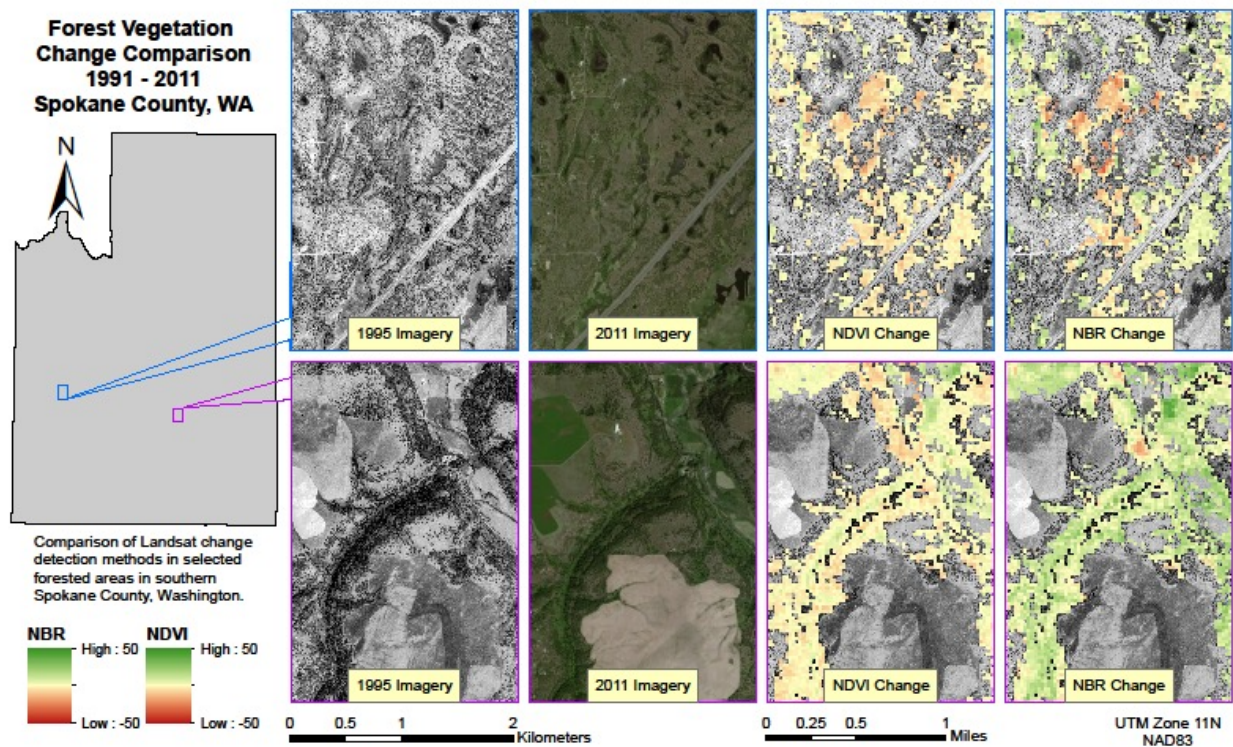 Forest Vegetation
Change Comparison
1991 - 2011
Spokane County, WA
N
1995 Imagery
2011 Imagery
NDVI Change
NBR Change
1995 Imagery
2011 Imagery
NDVI Change
NBR Change
Comparison of Landsat change
detection methods in selected
forested areas in southern
Spokane County, Washington.
NBR NDVI
High : 50 High : 50
Low : -50 Low : -50
0 0.5 1 2
Kilometers
0 0.25 0.5 1
Miles
UTM Zone 11N
NAD83